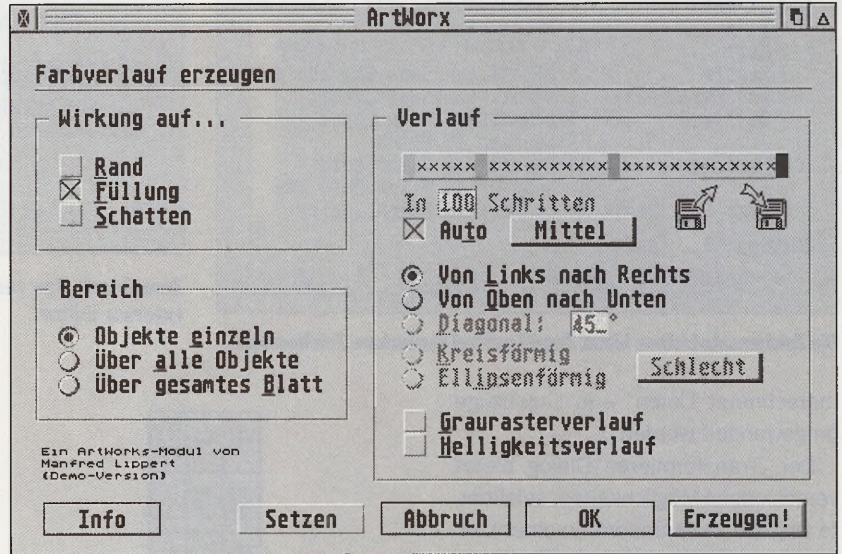 ArtWorx
Farbverlauf erzeugen
Wirkung auf...
Rand
Füllung
Schatten
Bereich
Objekte einzeln
Über alle Objekte
Über gesamtes Blatt
Ein ArtWorks-Modul von
Manfred Lippert
(Demo-Version)
Verlauf
xxxxx xxxxxxxxxx xxxxxxxxxxxxx
In 100 Schritten
Auto Mittel
Von Links nach Rechts
Von Oben nach Unten
Diagonal: 45_°
Kreisförmig
Ellipsenförmig
Schlecht
Graurasterverlauf
Helligkeitsverlauf
Info Setzen Abbruch OK Erzeugen!